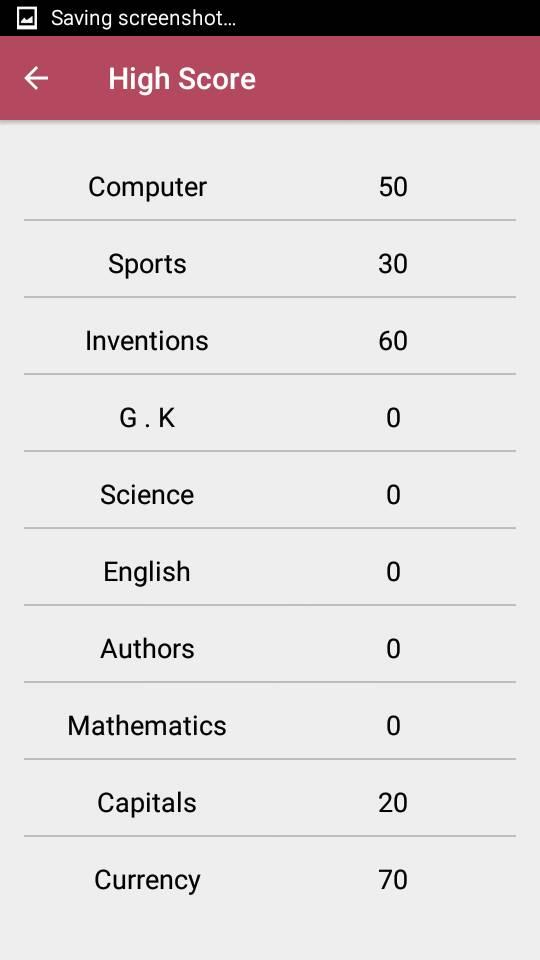 Saving screenshot...
High Score
Computer 50
Sports 30
Inventions 60
G . K 0
Science 0
English 0
Authors 0
Mathematics 0
Capitals 20
Currency 70